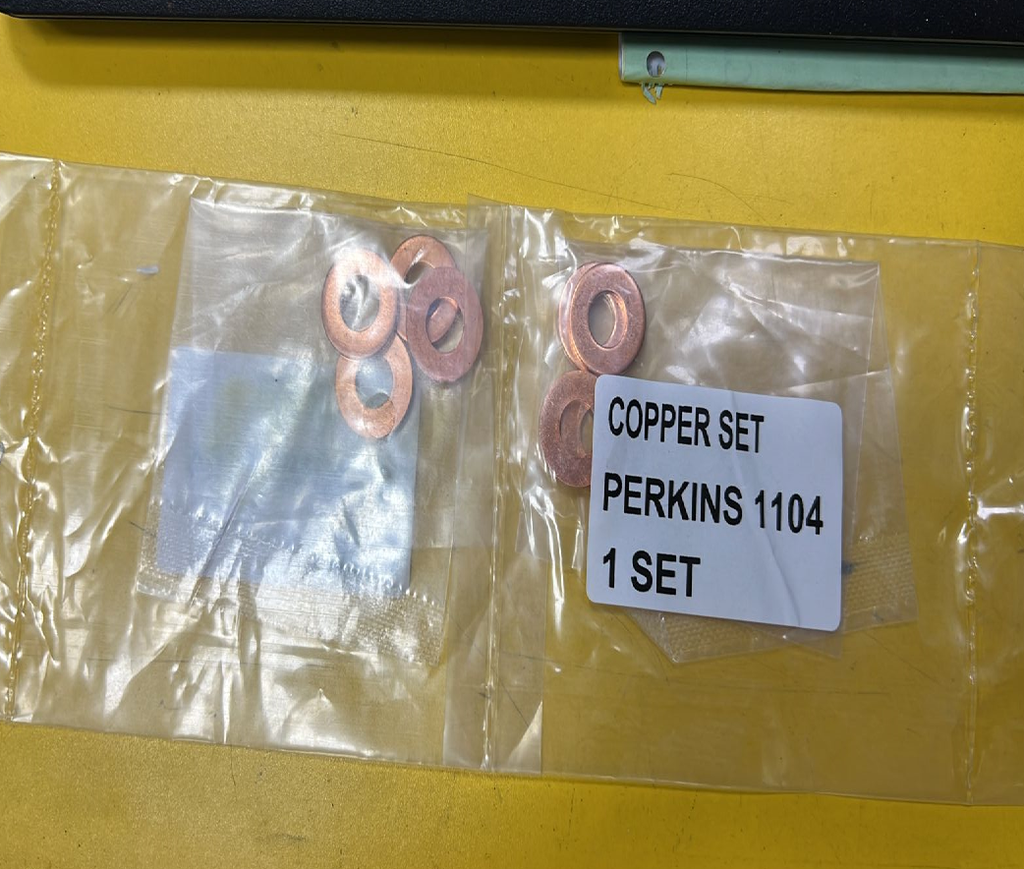 COPPER SET
PERKINS 1104
1 SET